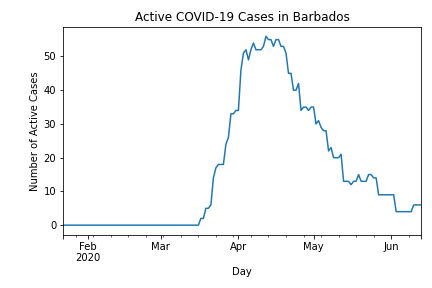 Active COVID-19 Cases in Barbados
Number of Active Cases
50
40
30
20
10
0
Feb
2020
Mar
Apr
May
Jun
Day